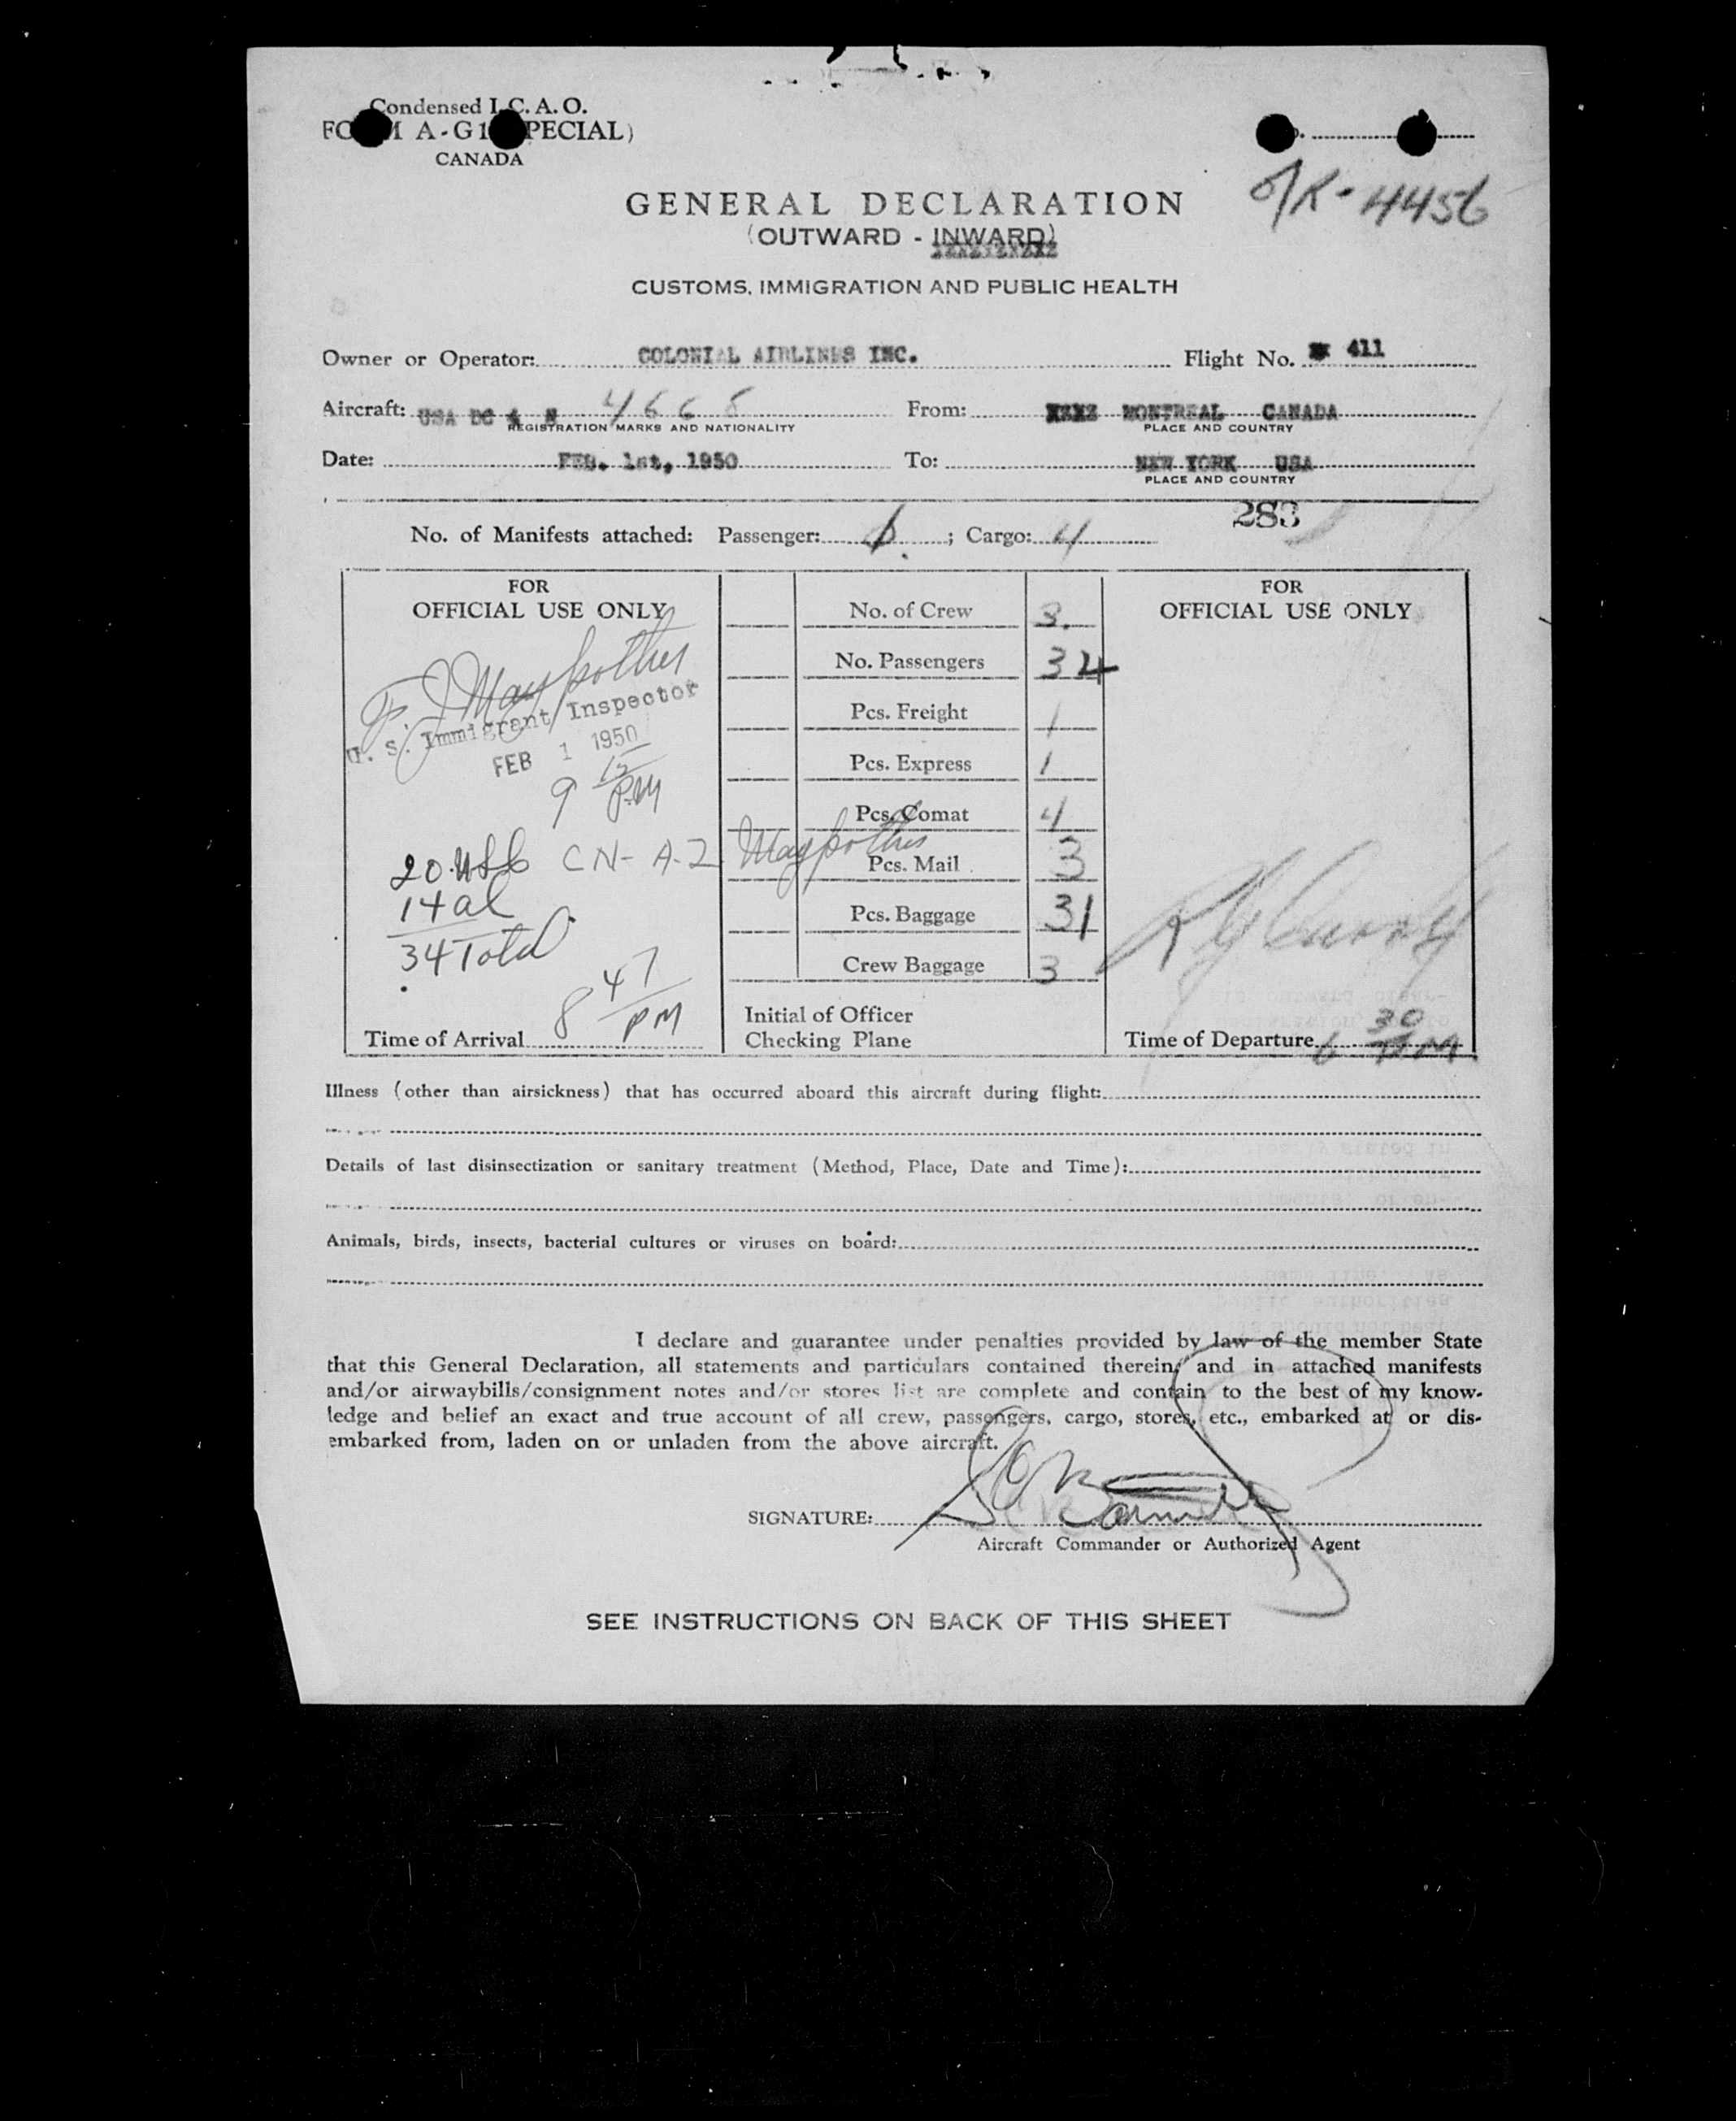 Condensed I.C.A.O.
A-G1 PECIAL)
CANADA
O/R- 4456
GENERAL DECLARATION
(OUTWARD - INWARD)
CUSTOMS, IMMIGRATION AND PUBLIC HEALTH
Owner or Operator: COLONIAL AIRLINES INC. Flight No. 411
Aircraft: USA DC 4 N From: MONTREAL CANADA
REGISTRATION MARKS AND NATIONALITY PLACE AND COUNTRY
Date: FEB. 1st, 1950 To: NEW YORK USA
PLACE AND COUNTRY
283
No. of Manifests attached: Passenger: ; Cargo: 4
FOR
OFFICIAL USE ONLY
U. S. Immigrant Inspector
FEB 1 1950
9 15 PM
CN- A-2
14 al
34 Total
8 47 PM
Time of Arrival
No. of Crew 3.
No. Passengers 34
Pcs. Freight 1
Pcs. Express 1
Pcs. Comat 4
Pcs. Mail 3
Pcs. Baggage 31
Crew Baggage 3
Initial of Officer
Checking Plane
FOR
OFFICIAL USE ONLY
Time of Departure 6 30 PM
Illness (other than airsickness) that has occurred aboard this aircraft during flight:
Details of last disinsectization or sanitary treatment (Method, Place, Date and Time):
Animals, birds, insects, bacterial cultures or viruses on board:
I declare and guarantee under penalties provided by law of the member State
that this General Declaration, all statements and particulars contained therein, and in attached manifests
and/or airwaybills/consignment notes and/or stores list are complete and contain to the best of my know-
ledge and belief an exact and true account of all crew, passengers, cargo, stores, etc., embarked at or dis-
embarked from, laden on or unladen from the above aircraft.
SIGNATURE:
Aircraft Commander or Authorized Agent
SEE INSTRUCTIONS ON BACK OF THIS SHEET